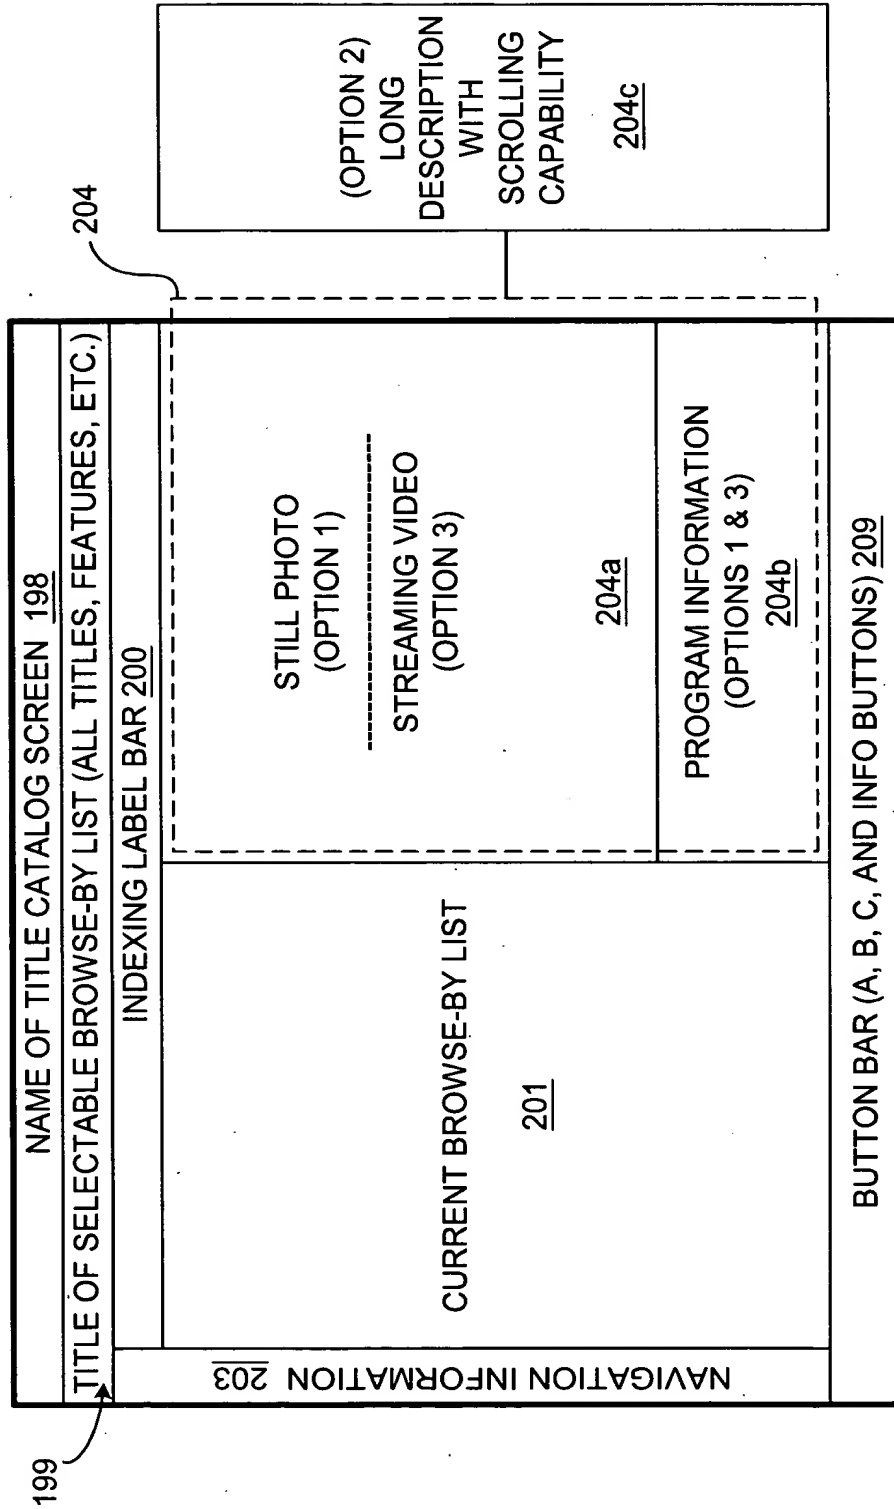 NAME OF TITLE CATALOG SCREEN 198
TITLE OF SELECTABLE BROWSE-BY LIST (ALL TITLES, FEATURES, ETC.)
199
INDEXING LABEL BAR 200
NAVIGATION INFORMATION 203
CURRENT BROWSE-BY LIST
201
204
STILL PHOTO
(OPTION 1)
STREAMING VIDEO
(OPTION 3)
204a
PROGRAM INFORMATION
(OPTIONS 1 & 3)
204b
(OPTION 2)
LONG
DESCRIPTION
WITH
SCROLLING
CAPABILITY
204c
BUTTON BAR (A, B, C, AND INFO BUTTONS) 209